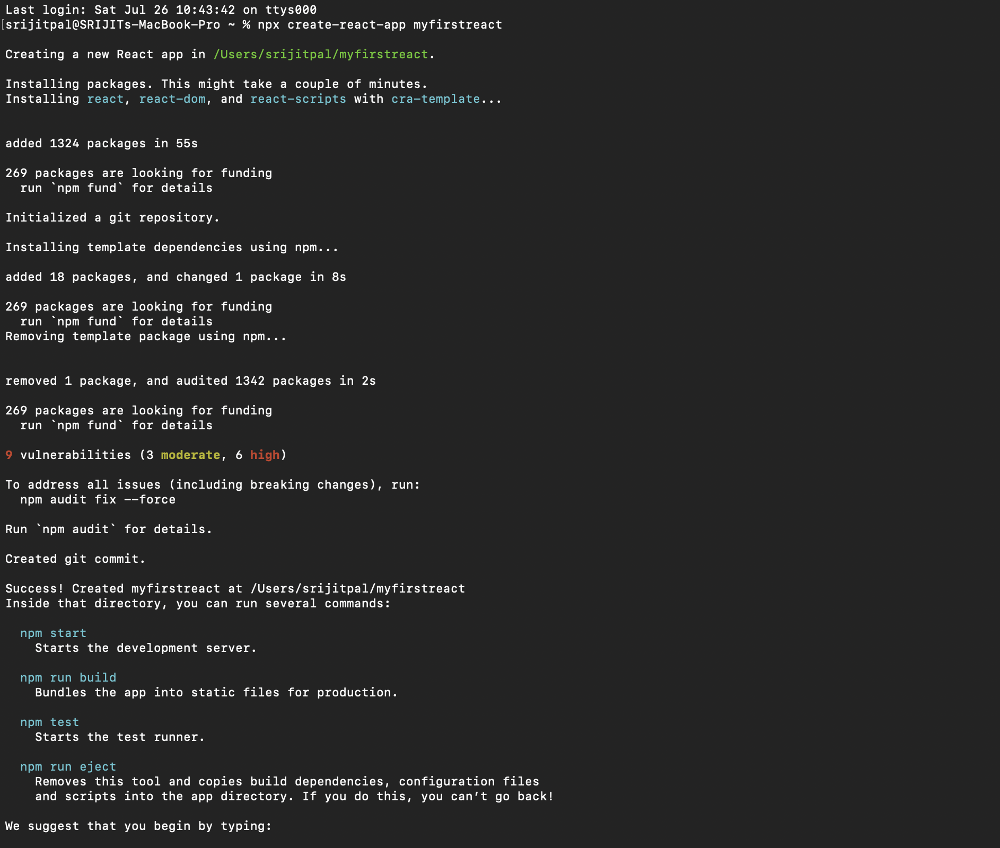 Last login: Sat Jul 26 10:43:42 on ttys000
[srijitpal@SRIJITs-MacBook-Pro ~ % npx create-react-app myfirstreact
Creating a new React app in /Users/srijitpal/myfirstreact.
Installing packages. This might take a couple of minutes.
Installing react, react-dom, and react-scripts with cra-template...
added 1324 packages in 55s
269 packages are looking for funding
  run `npm fund` for details
Initialized a git repository.
Installing template dependencies using npm...
added 18 packages, and changed 1 package in 8s
269 packages are looking for funding
  run `npm fund` for details
Removing template package using npm...
removed 1 package, and audited 1342 packages in 2s
269 packages are looking for funding
  run `npm fund` for details
9 vulnerabilities (3 moderate, 6 high)
To address all issues (including breaking changes), run:
  npm audit fix --force
Run `npm audit` for details.
Created git commit.
Success! Created myfirstreact at /Users/srijitpal/myfirstreact
Inside that directory, you can run several commands:
  npm start
    Starts the development server.
  npm run build
    Bundles the app into static files for production.
  npm test
    Starts the test runner.
  npm run eject
    Removes this tool and copies build dependencies, configuration files
    and scripts into the app directory. If you do this, you can’t go back!
We suggest that you begin by typing: